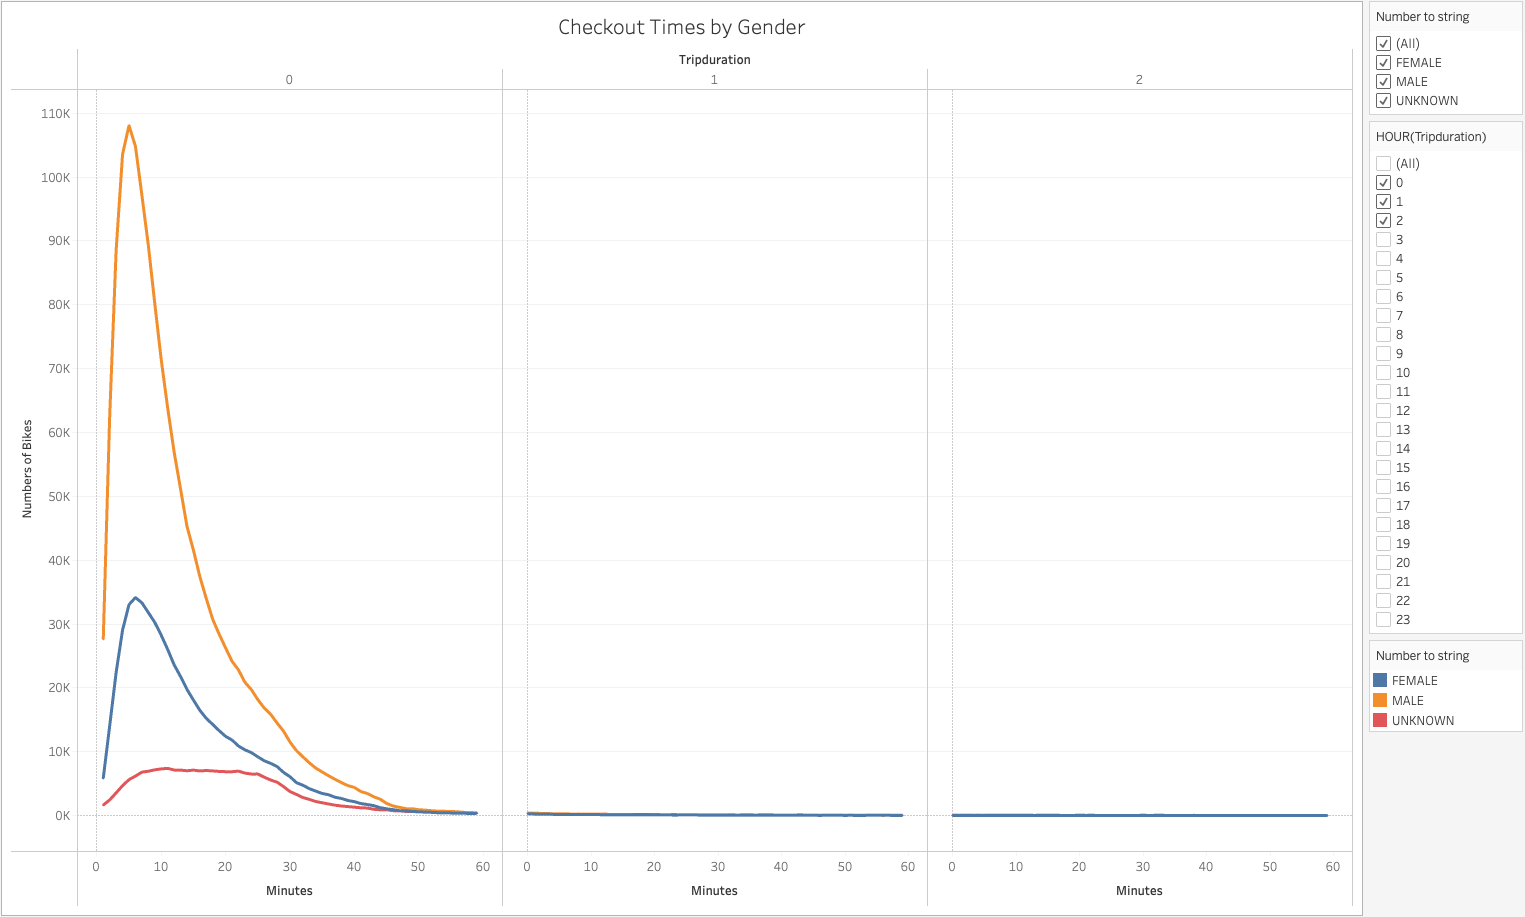 Checkout Times by Gender
Tripduration
0 1 2
110K
100K
90K
80K
70K
60K
50K
40K
30K
20K
10K
0K
Numbers of Bikes
0 10 20 30 40 50 60 0 10 20 30 40 50 60 0 10 20 30 40 50 60
Minutes Minutes Minutes
Number to string
(All)
FEMALE
MALE
UNKNOWN
HOUR(Tripduration)
(All)
0
1
2
3
4
5
6
7
8
9
10
11
12
13
14
15
16
17
18
19
20
21
22
23
Number to string
FEMALE
MALE
UNKNOWN